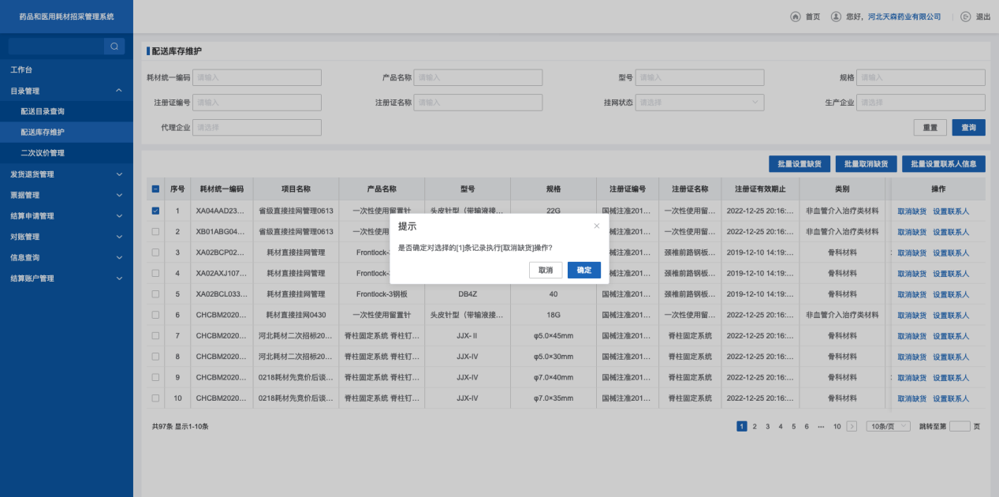 药品和医用耗材招采管理系统
首页 您好，河北天森药业有限公司 退出
工作台
目录管理
配送目录查询
配送库存维护
二次议价管理
发货退货管理
票据管理
结算申请管理
对账管理
信息查询
结算账户管理
配送库存维护
耗材统一编码 请输入 产品名称 请输入 型号 请输入 规格 请输入
注册证编号 请输入 注册证名称 请输入 挂网状态 请选择 生产企业 请选择
代理企业 请选择 重置 查询
批量设置缺货 批量取消缺货 批量设置联系人信息
序号 耗材统一编码 项目名称 产品名称 型号 规格 注册证编号 注册证名称 注册证有效期止 类别 操作
1 XA04AAD23... 省级直接挂网管理0613 一次性使用留置针 头皮针型（带输液接... 22G 国械注准201... 一次性使用留... 2022-12-25 20:16:... 非血管介入治疗类材料 取消缺货 设置联系人
2 XB01ABG04... 省级直接挂网管理0613 一次性使用 械注准201... 一次性使用留... 2022-12-25 20:16:... 非血管介入治疗类材料 取消缺货 设置联系人
3 XA02BCP02... 耗材直接挂网管理 Frontlock- 械注准201... 颈椎前路钢板... 2019-12-10 14:19:... 骨科材料 取消缺货 设置联系人
4 XA02AXJ107... 耗材直接挂网管理 Frontlock- 械注准201... 颈椎前路钢板... 2019-12-10 14:19:... 骨科材料 取消缺货 设置联系人
5 XA02BCL033... 耗材直接挂网管理 Frontlock-3钢板 DB4Z 40 国械注准201... 颈椎前路钢板... 2019-12-10 14:19:... 骨科材料 取消缺货 设置联系人
6 CHCBM2020... 耗材直接挂网0430 一次性使用留置针 头皮针型（带输液接... 18G 国械注准201... 一次性使用留... 2022-12-25 20:16:... 非血管介入治疗类材料 取消缺货 设置联系人
7 CHCBM2020... 河北耗材二次招标20... 脊柱固定系统 脊柱钉... JJX-Ⅱ φ5.0×45mm 国械注准201... 脊柱固定系统 2022-12-25 20:16:... 骨科材料 取消缺货 设置联系人
8 CHCBM2020... 河北耗材二次招标20... 脊柱固定系统 脊柱钉... JJX-IV φ5.0×30mm 国械注准201... 脊柱固定系统 2022-12-25 20:16:... 骨科材料 取消缺货 设置联系人
9 CHCBM2020... 0218耗材先竞价后谈... 脊柱固定系统 脊柱钉... JJX-IV φ7.0×40mm 国械注准201... 脊柱固定系统 2022-12-25 20:16:... 骨科材料 取消缺货 设置联系人
10 CHCBM2020... 0218耗材先竞价后谈... 脊柱固定系统 脊柱钉... JJX-IV φ7.0×35mm 国械注准201... 脊柱固定系统 2022-12-25 20:16:... 骨科材料 取消缺货 设置联系人
共97条 显示1-10条 1 2 3 4 5 6 ··· 10 > 10条/页 跳转至第 页
提示
是否确定对选择的[1]条记录执行[取消缺货]操作?
取消 确定